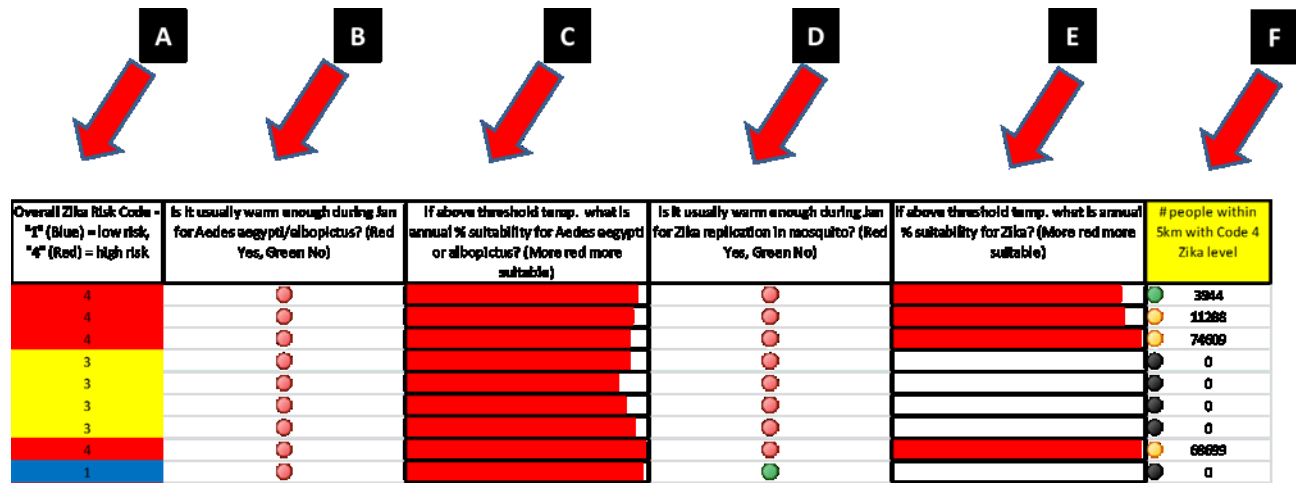 A B C D E F
Overall Zika Risk Code - Is it usually warm enough during Jan If above threshold temp. what is Is it usually warm enough during Jan If above threshold temp. what is annual # people within
"1" (Blue) = low risk, for Aedes aegypti/albopictus? (Red annual % suitability for Aedes aegypti for Zika replication in mosquito? (Red % suitability for Zika? (More red more 5km with Code 4
"4" (Red) = high risk Yes, Green No) or albopictus? (More red more Yes, Green No) suitable) Zika level
suitable)
4 3944
4 11288
4 74609
3 0
3 0
3 0
3 0
4 68699
1 0